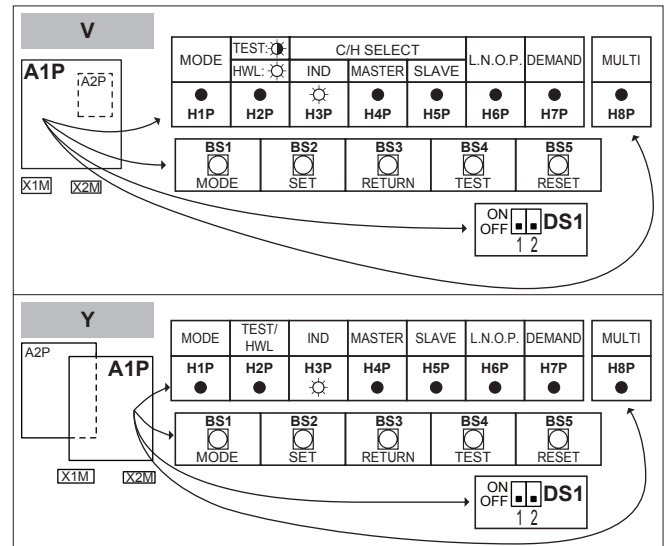 V
A1P
A2P
X1M X2M
MODE TEST: C/H SELECT L.N.O.P. DEMAND MULTI
HWL: IND MASTER SLAVE
H1P H2P H3P H4P H5P H6P H7P H8P
BS1 BS2 BS3 BS4 BS5
MODE SET RETURN TEST RESET
ON
OFF DS1
1 2
Y
A2P
A1P
X1M X2M
MODE TEST/ IND MASTER SLAVE L.N.O.P. DEMAND MULTI
HWL
H1P H2P H3P H4P H5P H6P H7P H8P
BS1 BS2 BS3 BS4 BS5
MODE SET RETURN TEST RESET
ON
OFF DS1
1 2